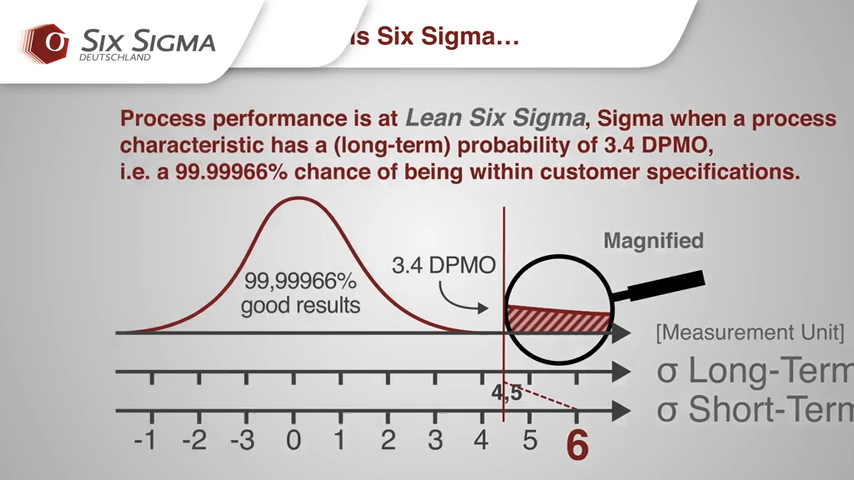 σ SIX SIGMA
DEUTSCHLAND
is Six Sigma...
Process performance is at Lean Six Sigma, Sigma when a process
characteristic has a (long-term) probability of 3.4 DPMO,
i.e. a 99.99966% chance of being within customer specifications.
Magnified
3.4 DPMO
99,99966%
good results
[Measurement Unit]
σ Long-Term
4,5
σ Short-Term
-1 -2 -3 0 1 2 3 4 5 6